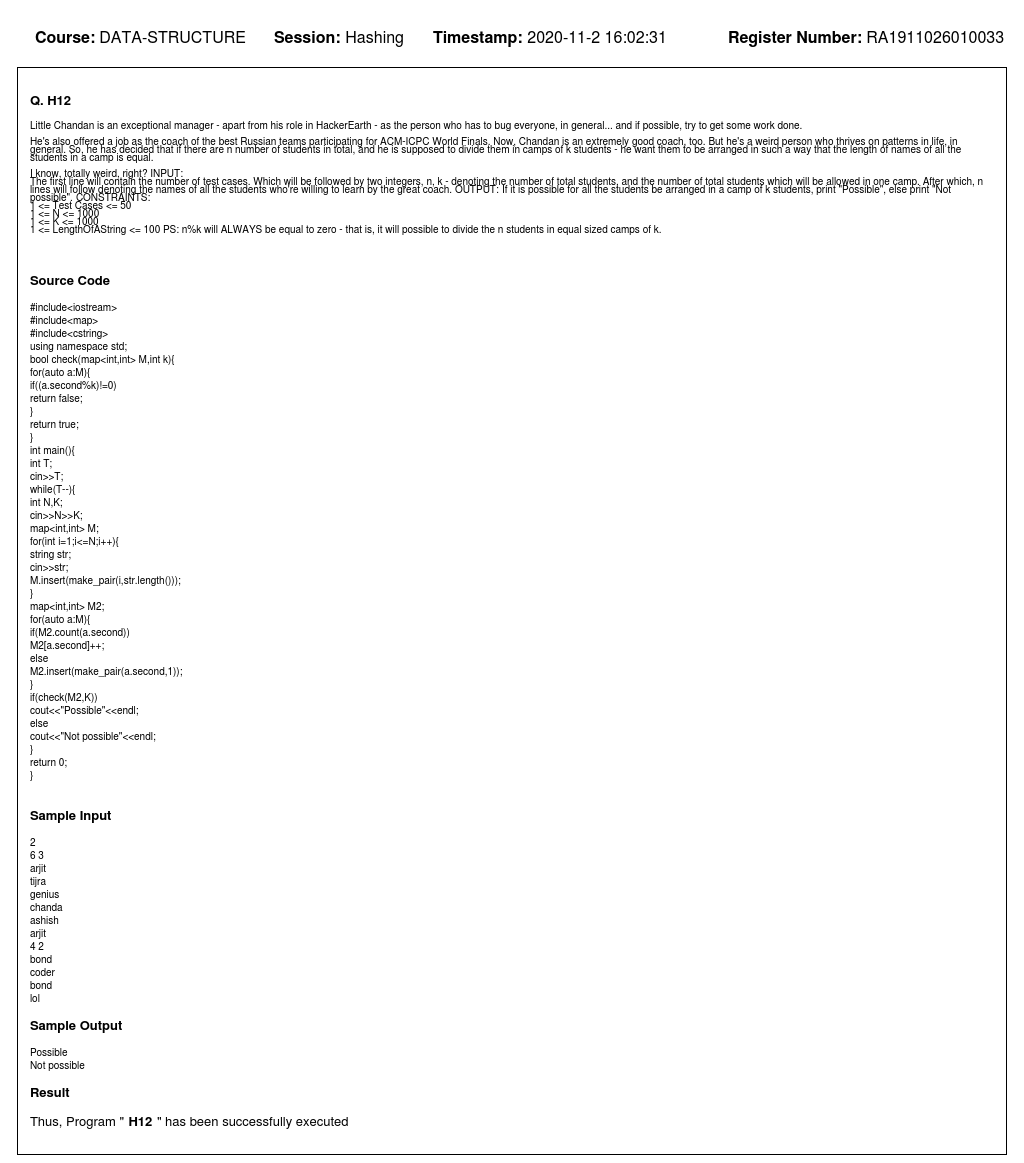 Course: DATA-STRUCTURE Session: Hashing Timestamp: 2020-11-2 16:02:31 Register Number: RA1911026010033
Q. H12
Little Chandan is an exceptional manager - apart from his role in HackerEarth - as the person who has to bug everyone, in general... and if possible, try to get some work done.
He's also offered a job as the coach of the best Russian teams participating for ACM-ICPC World Finals. Now, Chandan is an extremely good coach, too. But he's a weird person who thrives on patterns in life, in
general. So, he has decided that if there are n number of students in total, and he is supposed to divide them in camps of k students - he want them to be arranged in such a way that the length of names of all the
students in a camp is equal.
I know, totally weird, right? INPUT:
The first line will contain the number of test cases. Which will be followed by two integers, n, k - denoting the number of total students, and the number of total students which will be allowed in one camp. After which, n
lines will follow denoting the names of all the students who're willing to learn by the great coach. OUTPUT: If it is possible for all the students be arranged in a camp of k students, print "Possible", else print "Not
possible". CONSTRAINTS:
1 <= Test Cases <= 50
1 <= N <= 1000
1 <= K <= 1000
1 <= LengthOfAString <= 100 PS: n%k will ALWAYS be equal to zero - that is, it will possible to divide the n students in equal sized camps of k.
Source Code
#include<iostream>
#include<map>
#include<cstring>
using namespace std;
bool check(map<int,int> M,int k){
for(auto a:M){
if((a.second%k)!=0)
return false;
}
return true;
}
int main(){
int T;
cin>>T;
while(T--){
int N,K;
cin>>N>>K;
map<int,int> M;
for(int i=1;i<=N;i++){
string str;
cin>>str;
M.insert(make_pair(i,str.length()));
}
map<int,int> M2;
for(auto a:M){
if(M2.count(a.second))
M2[a.second]++;
else
M2.insert(make_pair(a.second,1));
}
if(check(M2,K))
cout<<"Possible"<<endl;
else
cout<<"Not possible"<<endl;
}
return 0;
}
Sample Input
2
6 3
arjit
tijra
genius
chanda
ashish
arjit
4 2
bond
coder
bond
lol
Sample Output
Possible
Not possible
Result
Thus, Program " H12 " has been successfully executed